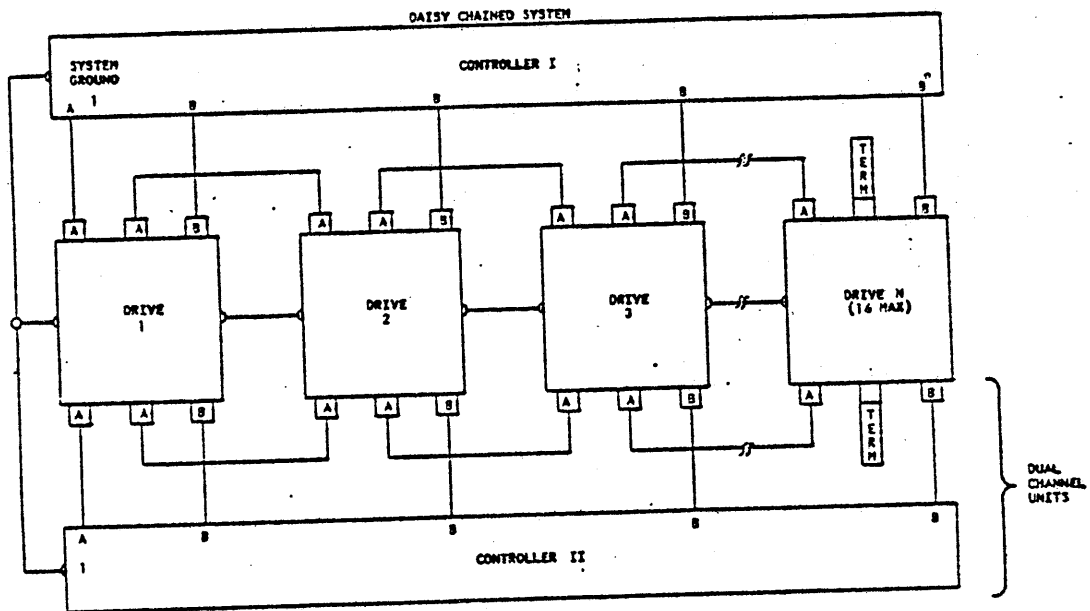 DAISY CHAINED SYSTEM
SYSTEM
GROUND
CONTROLLER I
A 1 B B B B
TERM
A A B A A B A A B A B
DRIVE
1
DRIVE
2
DRIVE
3
DRIVE N
(16 MAX)
A A B A A B A A B A B
TERM
DUAL
CHANNEL
UNITS
A B B B B
1
CONTROLLER II